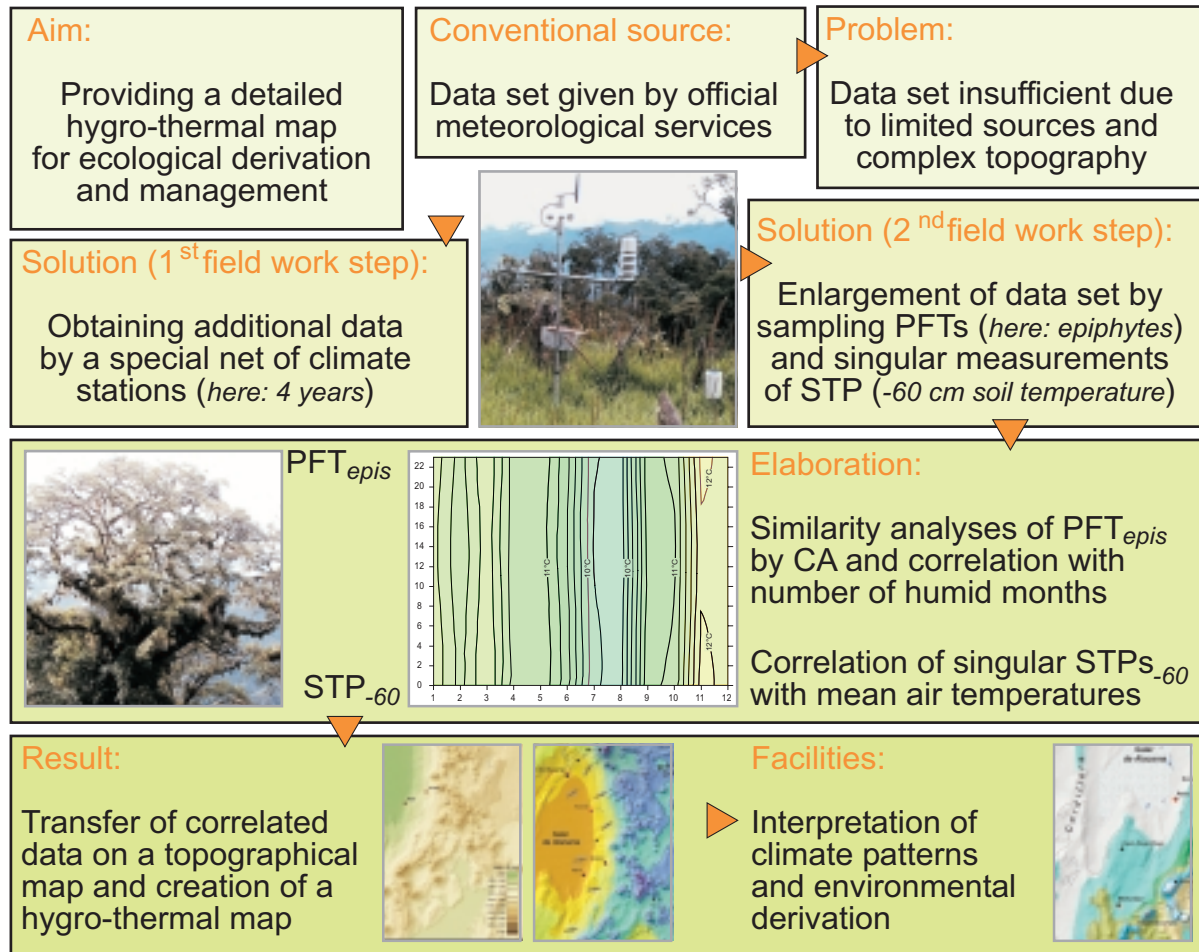 Aim:
Providing a detailed
hygro-thermal map
for ecological derivation
and management
Conventional source:
Data set given by official
meteorological services
Problem:
Data set insufficient due
to limited sources and
complex topography
Solution (1st field work step):
Obtaining additional data
by a special net of climate
stations (here: 4 years)
Solution (2nd field work step):
Enlargement of data set by
sampling PFTs (here: epiphytes)
and singular measurements
of STP (-60 cm soil temperature)
PFTepis
STP-60
22
20
18
16
14
12
10
8
6
4
2
0
1 2 3 4 5 6 7 8 9 10 11 12
11°C
10°C
10°C
11°C
12°C
12°C
Elaboration:
Similarity analyses of PFTepis
by CA and correlation with
number of humid months
Correlation of singular STPs-60
with mean air temperatures
Result:
Transfer of correlated
data on a topographical
map and creation of a
hygro-thermal map
Facilities:
Interpretation of
climate patterns
and environmental
derivation